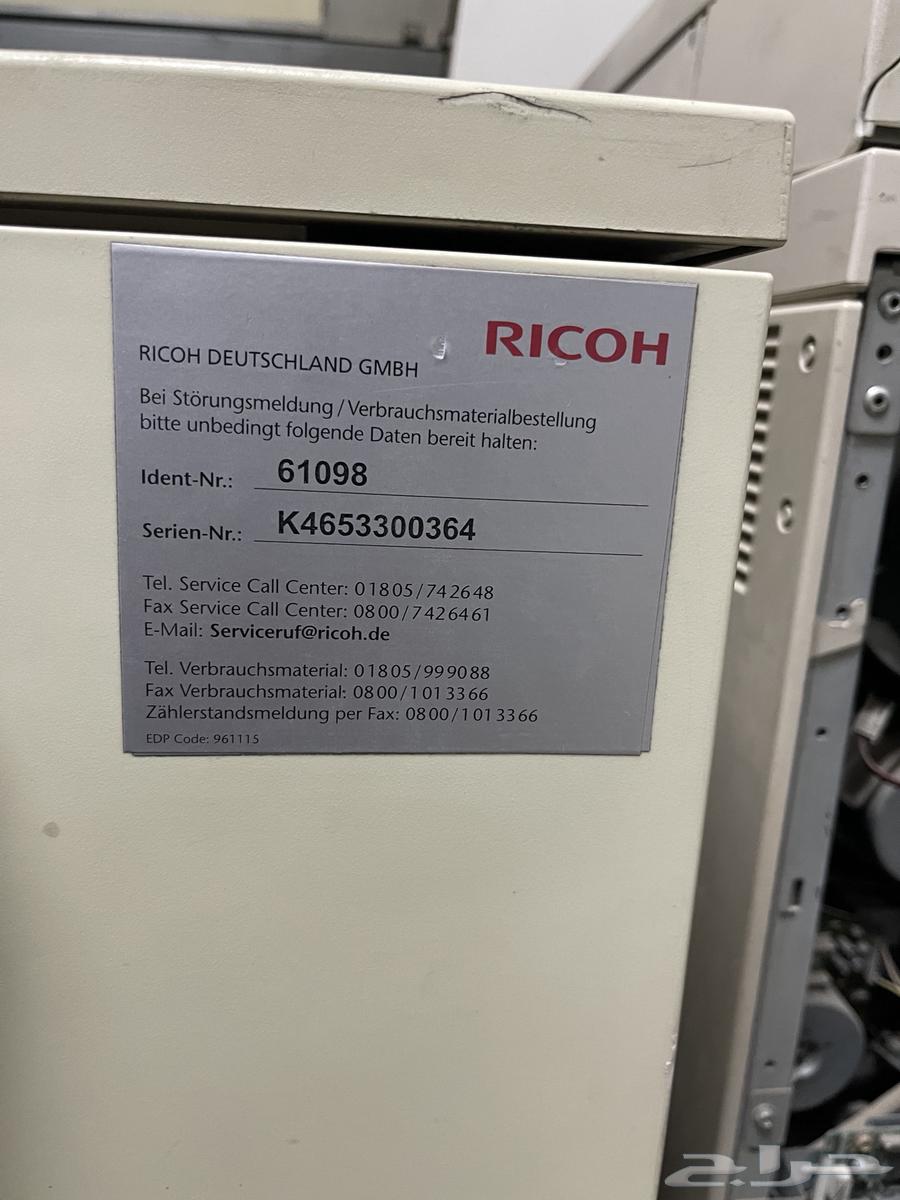 RICOH
RICOH DEUTSCHLAND GMBH
Bei Störungsmeldung / Verbrauchsmaterialbestellung
bitte unbedingt folgende Daten bereit halten:
Ident-Nr.: 61098
Serien-Nr.: K4653300364
Tel. Service Call Center: 01805/742648
Fax Service Call Center: 0800/7426461
E-Mail: Serviceruf@ricoh.de
Tel. Verbrauchsmaterial: 01805/999088
Fax Verbrauchsmaterial: 0800/1013366
Zählerstandsmeldung per Fax: 0800/1013366
EDP Code: 961115
حراج